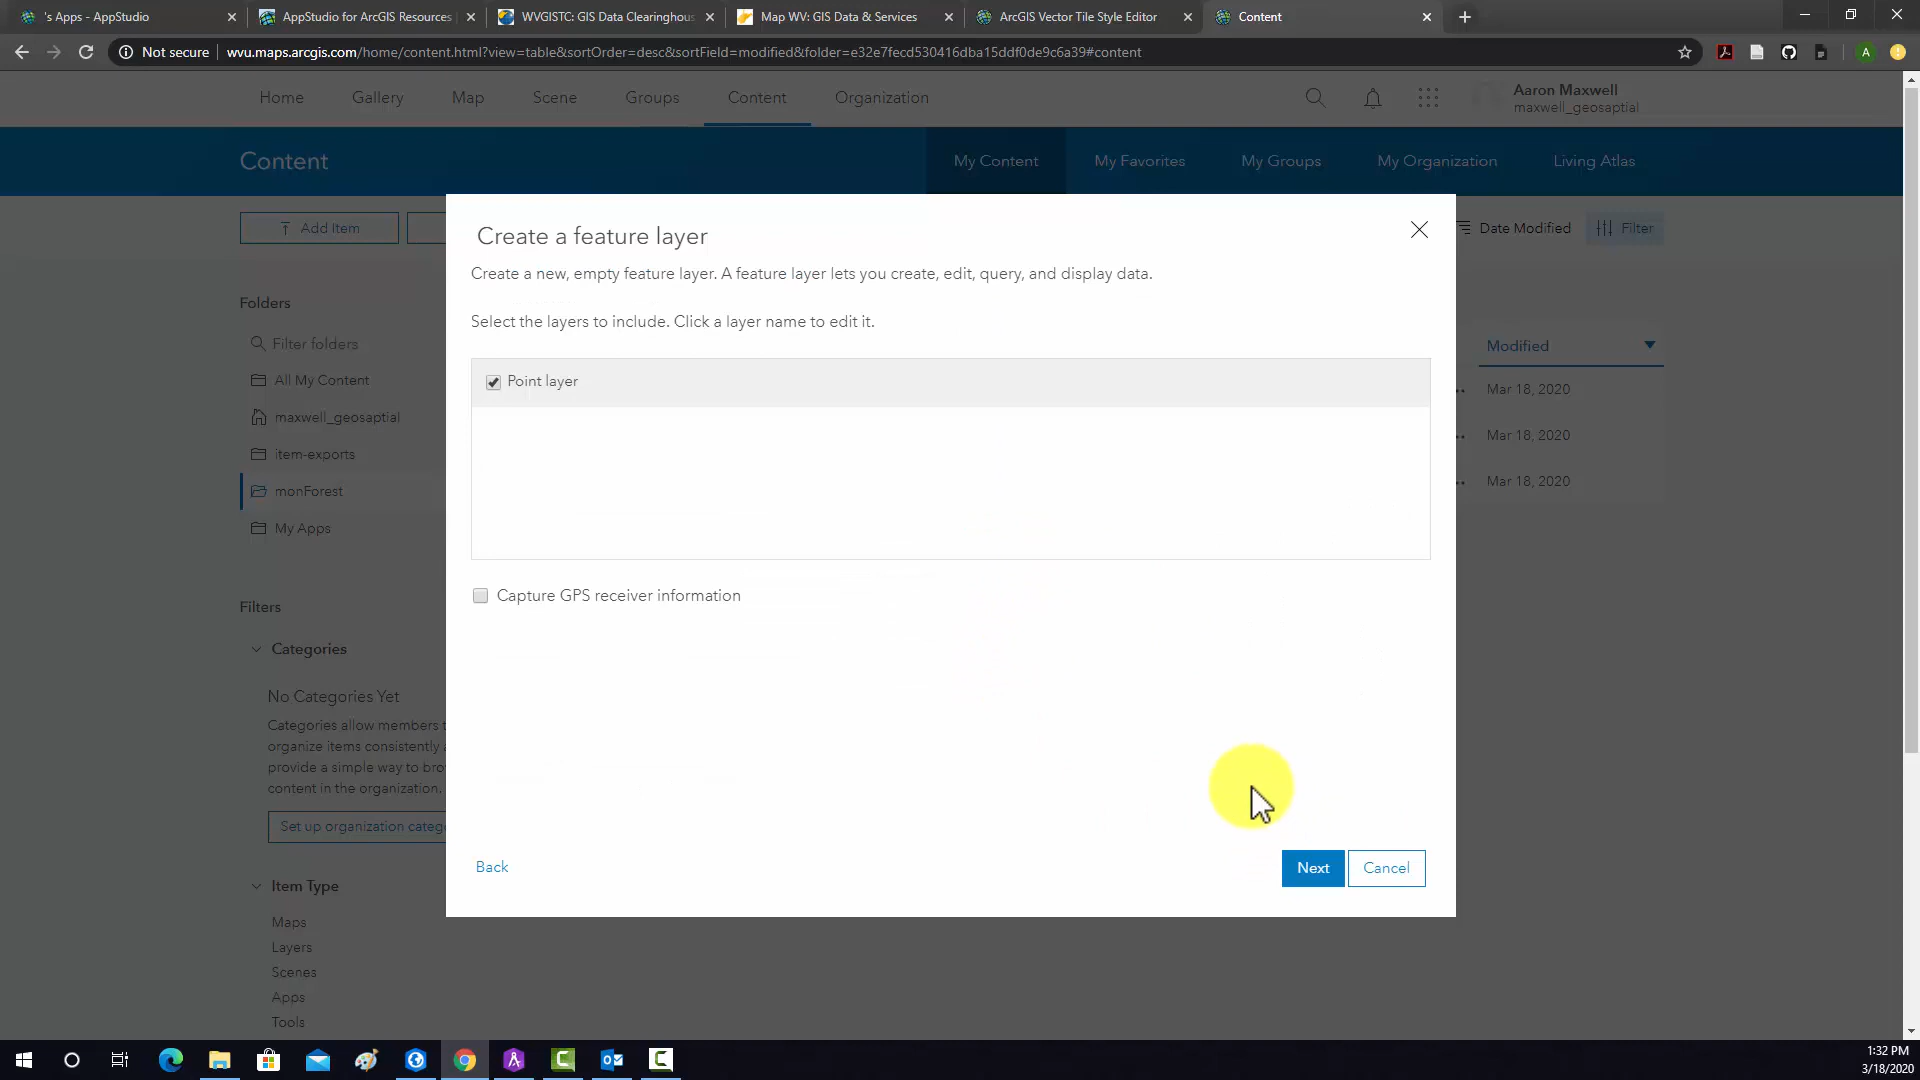 's Apps - AppStudio
AppStudio for ArcGIS Resources
WVGISTC: GIS Data Clearinghous
Map WV: GIS Data & Services
ArcGIS Vector Tile Style Editor
Content
Not secure
wvu.maps.arcgis.com/home/content.html?view=table&sortOrder=desc&sortField=modified&folder=e32e7fecd530416dba15ddf0de9c6a39#content
A
Home
Gallery
Map
Scene
Groups
Content
Organization
Aaron Maxwell
maxwell_geosaptial
Content
My Content
My Favorites
My Groups
My Organization
Living Atlas
Add Item
Date Modified
Filter
Create a feature layer
Create a new, empty feature layer. A feature layer lets you create, edit, query, and display data.
Select the layers to include. Click a layer name to edit it.
Point layer
Capture GPS receiver information
Back
Next
Cancel
Folders
Filter folders
All My Content
maxwell_geosaptial
item-exports
monForest
My Apps
Modified
Mar 18, 2020
Mar 18, 2020
Mar 18, 2020
Filters
Categories
No Categories Yet
Categories allow members t
organize items consistently a
provide a simple way to bro
content in the organization.
Set up organization catego
Item Type
Maps
Layers
Scenes
Apps
Tools
1:32 PM
3/18/2020